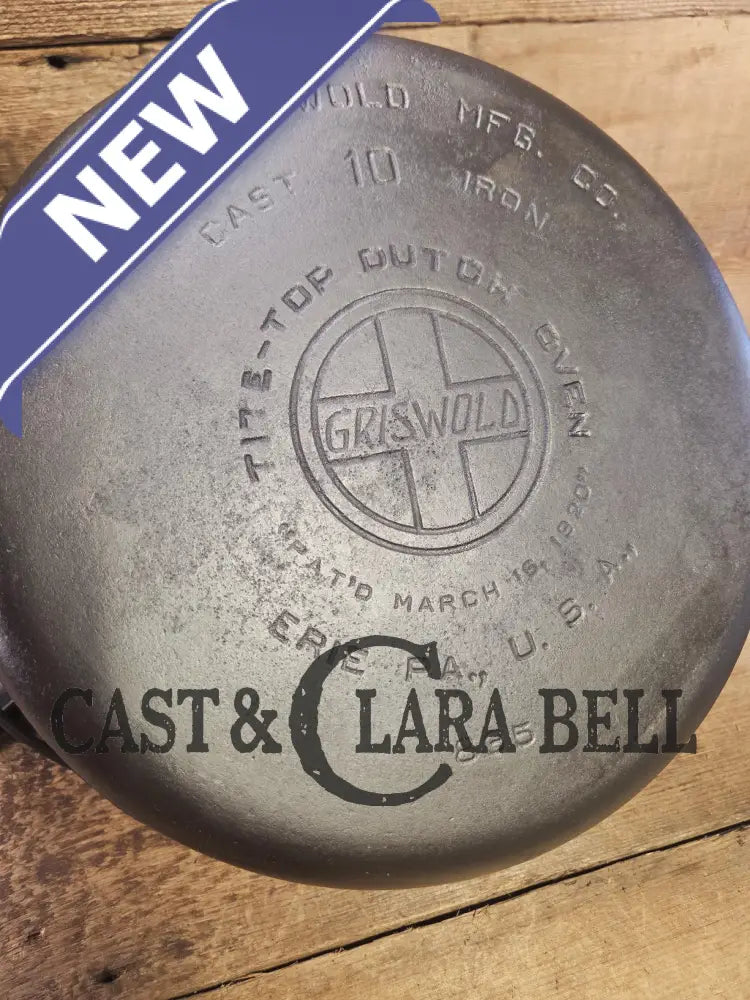 NEW
WOLD MFG. CO.,
CAST 10 IRON
TITE-TOP DUTCH OVEN
GRISWOLD
"PAT'D MARCH 16, 1920"
ERIE PA., U. S. A.,
CAST & CLARA BELL